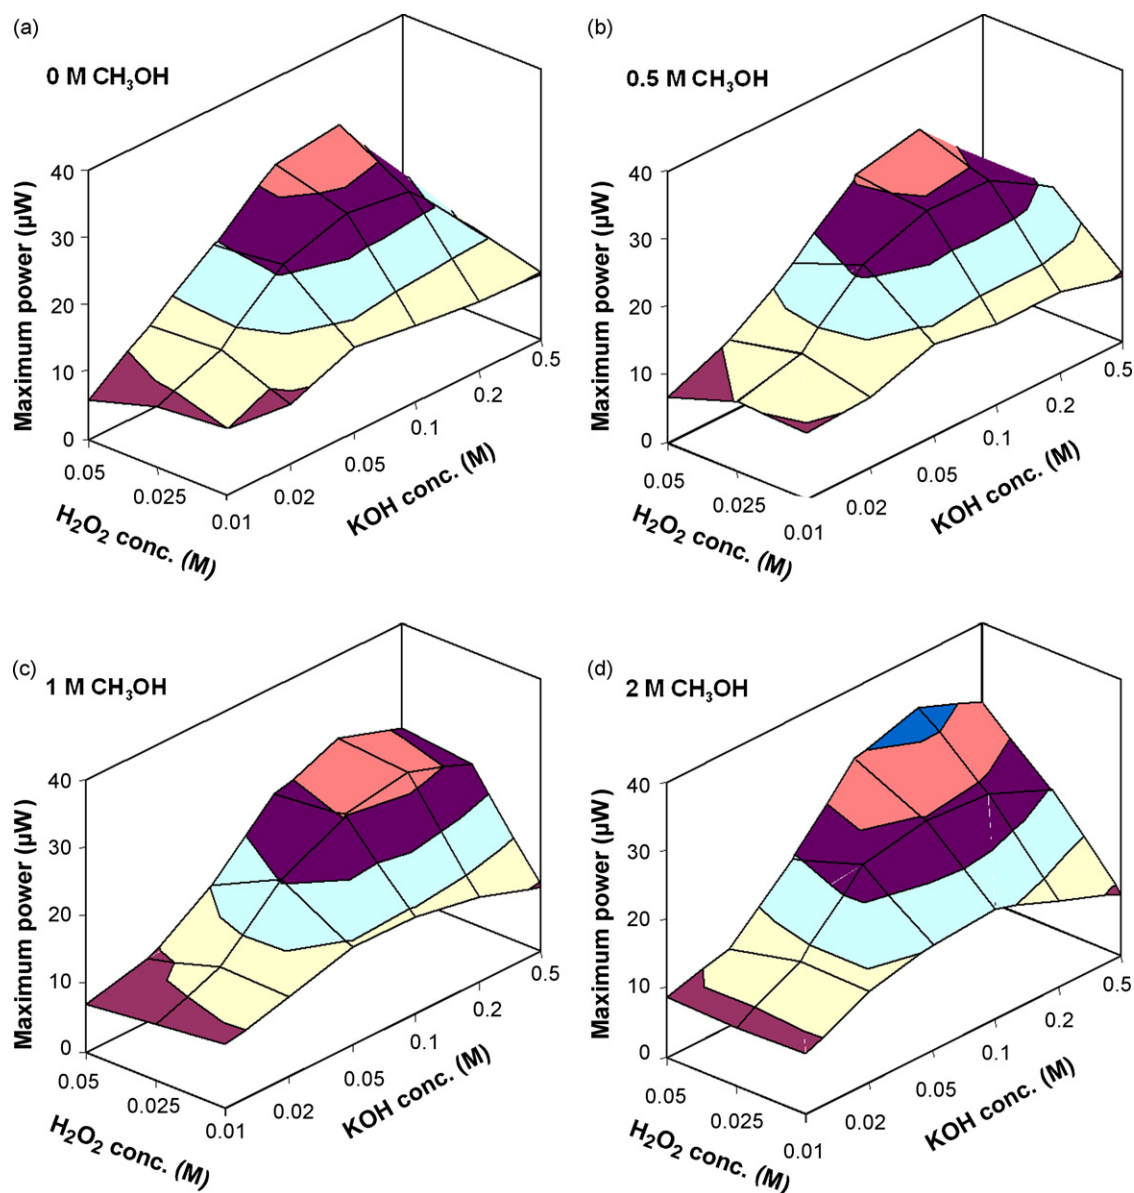 (a)
0 M CH₃OH
Maximum power (µW)
40
30
20
10
0
0.05
0.025
0.01
H₂O₂ conc. (M)
0.02
0.05
0.1
0.2
0.5
KOH conc. (M)
(b)
0.5 M CH₃OH
Maximum power (µW)
40
30
20
10
0
0.05
0.025
0.01
H₂O₂ conc. (M)
0.02
0.05
0.1
0.2
0.5
KOH conc. (M)
(c)
1 M CH₃OH
Maximum power (µW)
40
30
20
10
0
0.05
0.025
0.01
H₂O₂ conc. (M)
0.02
0.05
0.1
0.2
0.5
KOH conc. (M)
(d)
2 M CH₃OH
Maximum power (µW)
40
30
20
10
0
0.05
0.025
0.01
H₂O₂ conc. (M)
0.02
0.05
0.1
0.2
0.5
KOH conc. (M)